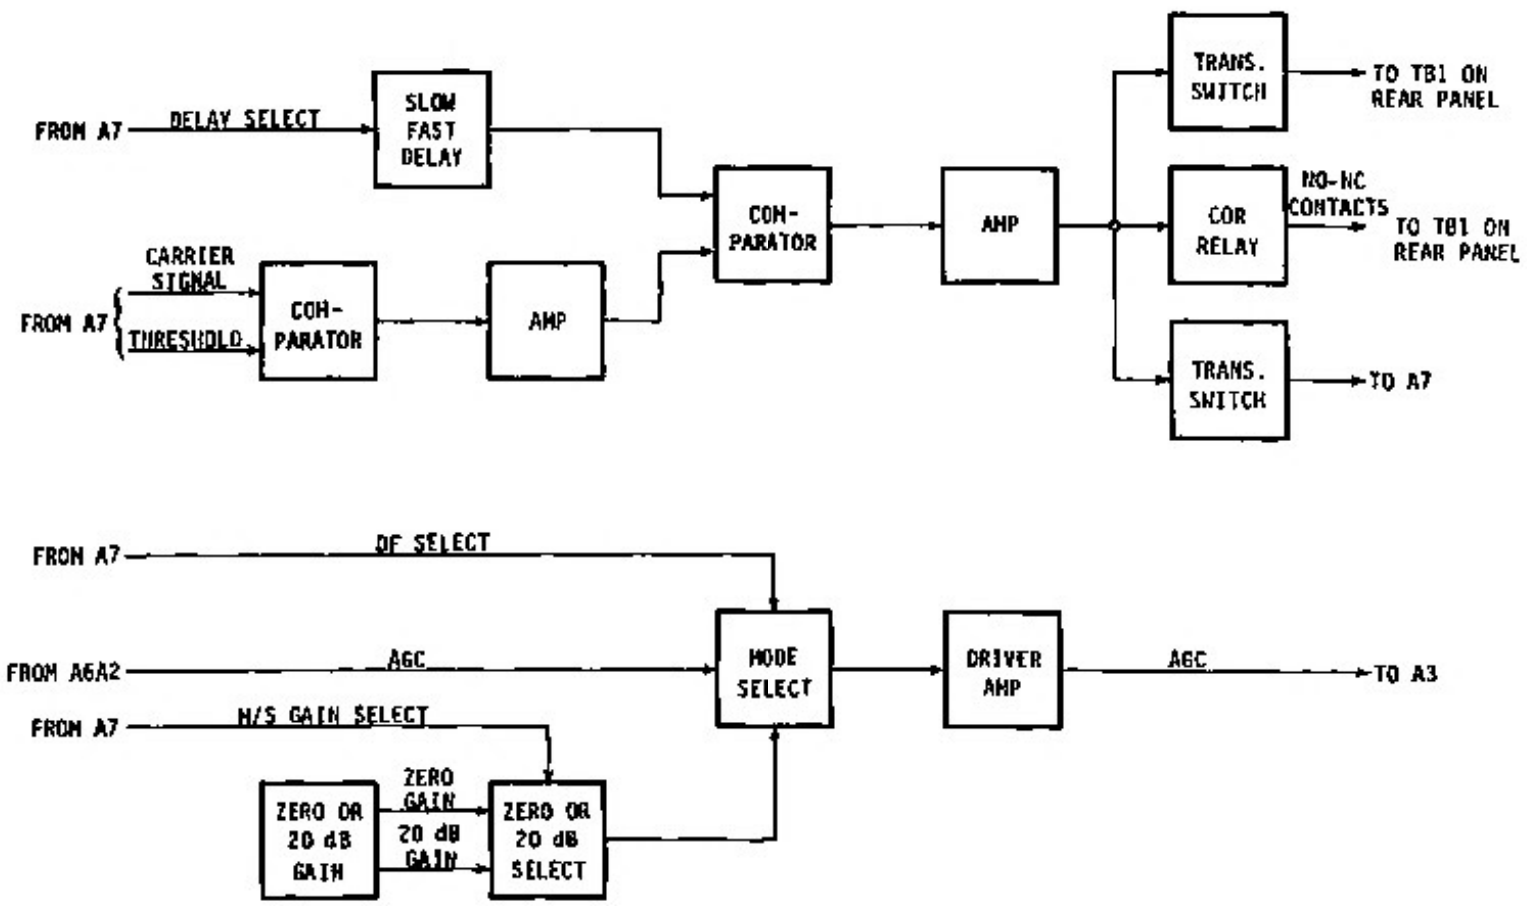 FROM A7
DELAY SELECT
SLOW
FAST
DELAY
CARRIER
SIGNAL
FROM A7
THRESHOLD
COM-
PARATOR
AMP
COM-
PARATOR
AMP
TRANS.
SWITCH
TO TB1 ON
REAR PANEL
COR
RELAY
NO-NC
CONTACTS
TO TB1 ON
REAR PANEL
TRANS.
SWITCH
TO A7
FROM A7
DF SELECT
FROM A6A2
AGC
MODE
SELECT
DRIVER
AMP
AGC
TO A3
FROM A7
M/S GAIN SELECT
ZERO OR
20 dB
GAIN
ZERO
GAIN
20 dB
GAIN
ZERO OR
20 dB
SELECT